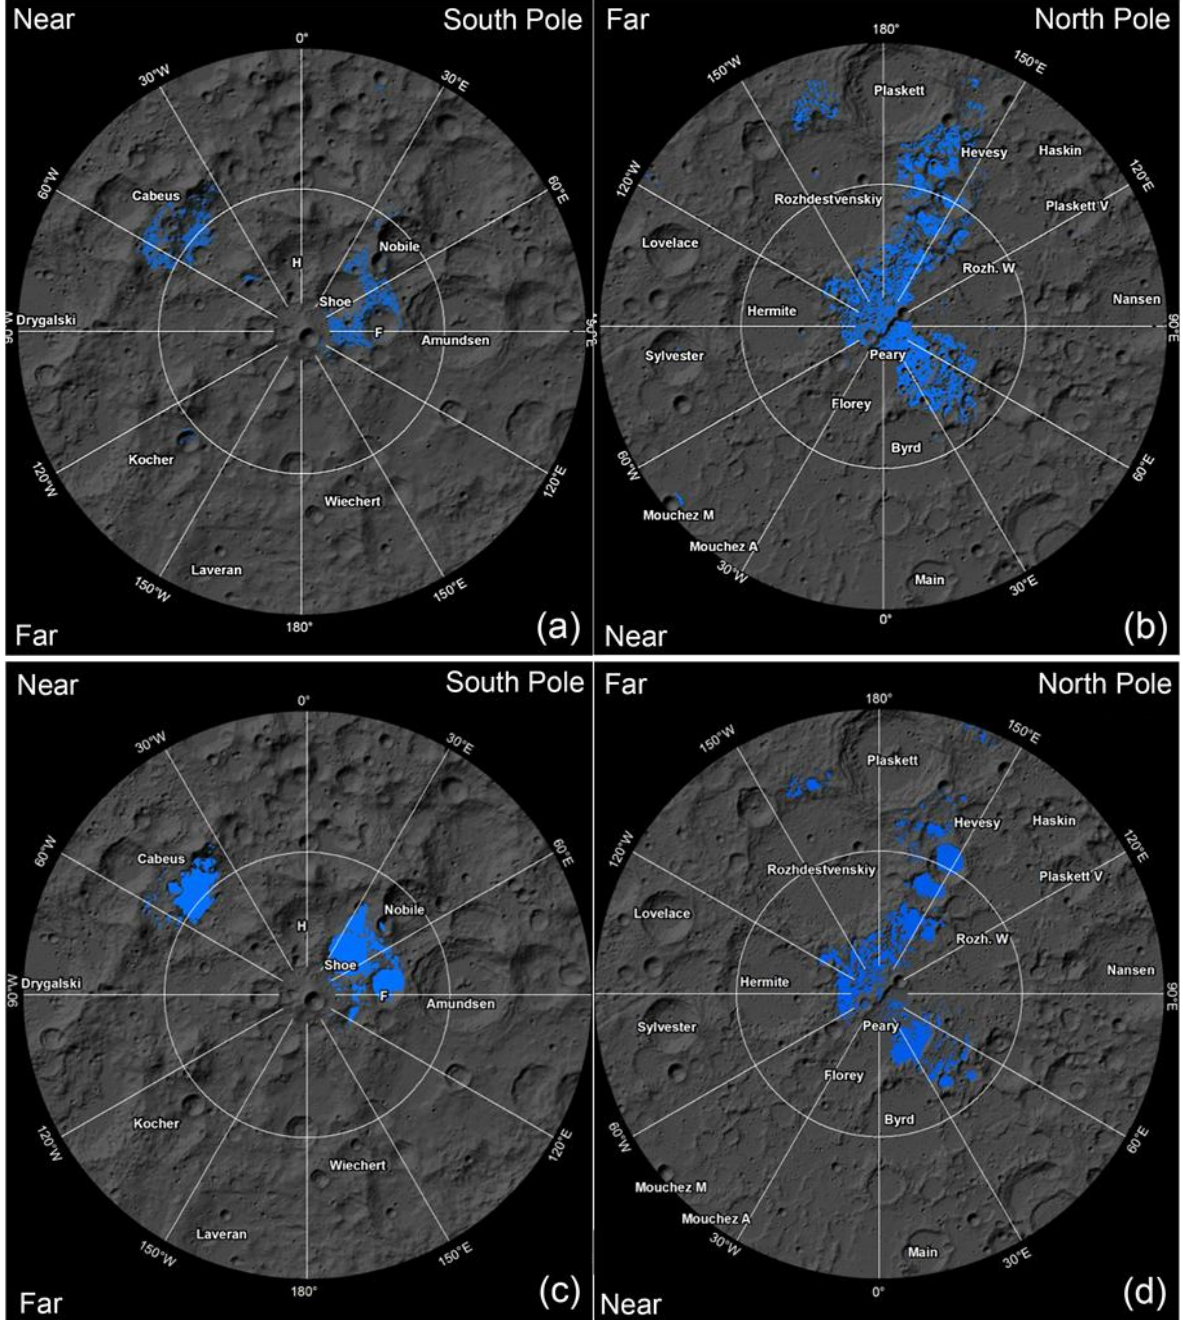 Near
South Pole
0°
30°W
30°E
60°W
60°E
Cabeus
Nobile
H
Shoe
Drygalski
F
Amundsen
90°W
90°E
Kocher
120°W
120°E
Wiechert
Laveran
150°W
150°E
180°
Far
(a)
Far
North Pole
180°
150°W
150°E
Plaskett
Hevesy
Haskin
120°W
120°E
Rozhdestvenskiy
Plaskett V
Lovelace
Rozh. W
Hermite
Nansen
90°E
Sylvester
Peary
Florey
Byrd
60°W
60°E
Mouchez M
Mouchez A
30°W
Main
30°E
0°
Near
(b)
Near
South Pole
0°
30°W
30°E
60°W
60°E
Cabeus
Nobile
H
Shoe
Drygalski
F
Amundsen
90°W
Kocher
120°W
120°E
Wiechert
Laveran
150°W
150°E
180°
Far
(c)
Far
North Pole
180°
150°W
150°E
Plaskett
Hevesy
Haskin
120°W
120°E
Rozhdestvenskiy
Plaskett V
Lovelace
Rozh. W
Hermite
Nansen
90°E
Sylvester
Peary
Florey
Byrd
60°W
60°E
Mouchez M
Mouchez A
30°W
Main
30°E
0°
Near
(d)